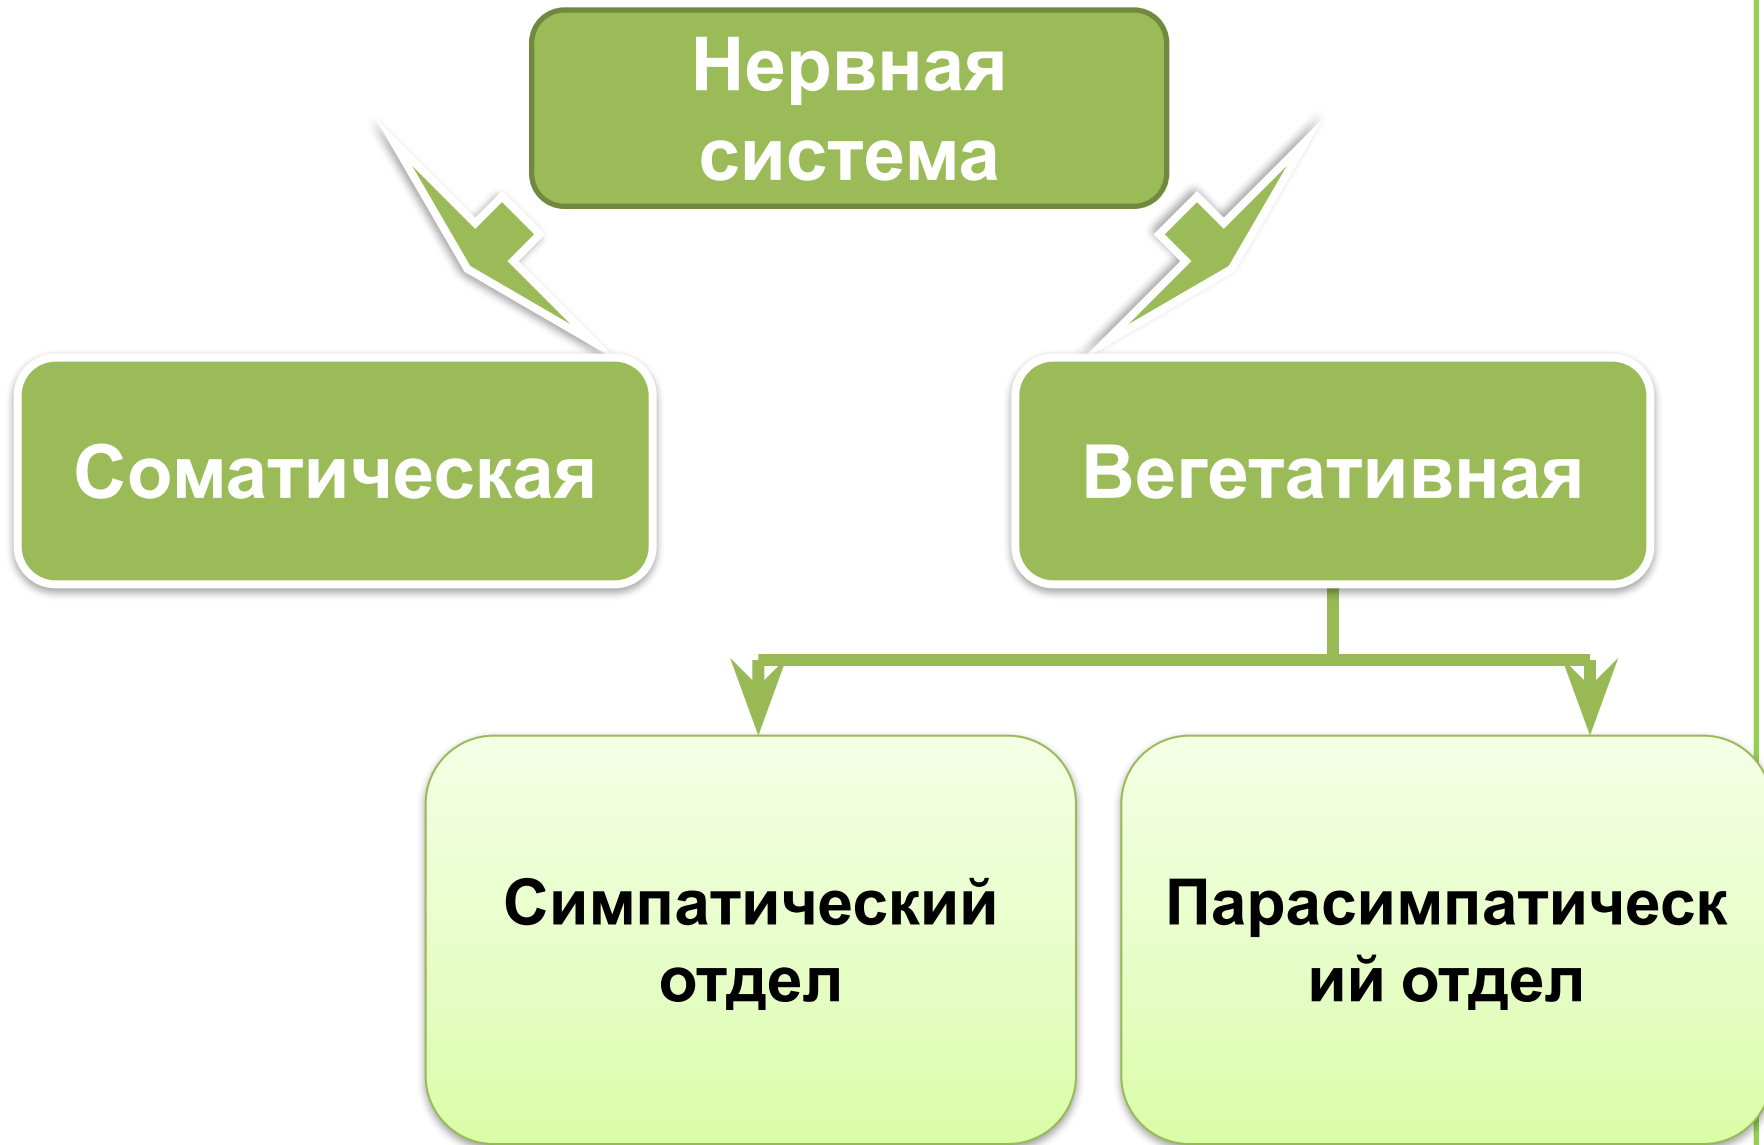 Нервная
система
Соматическая
Вегетативная
Симпатический
отдел
Парасимпатическ
ий отдел